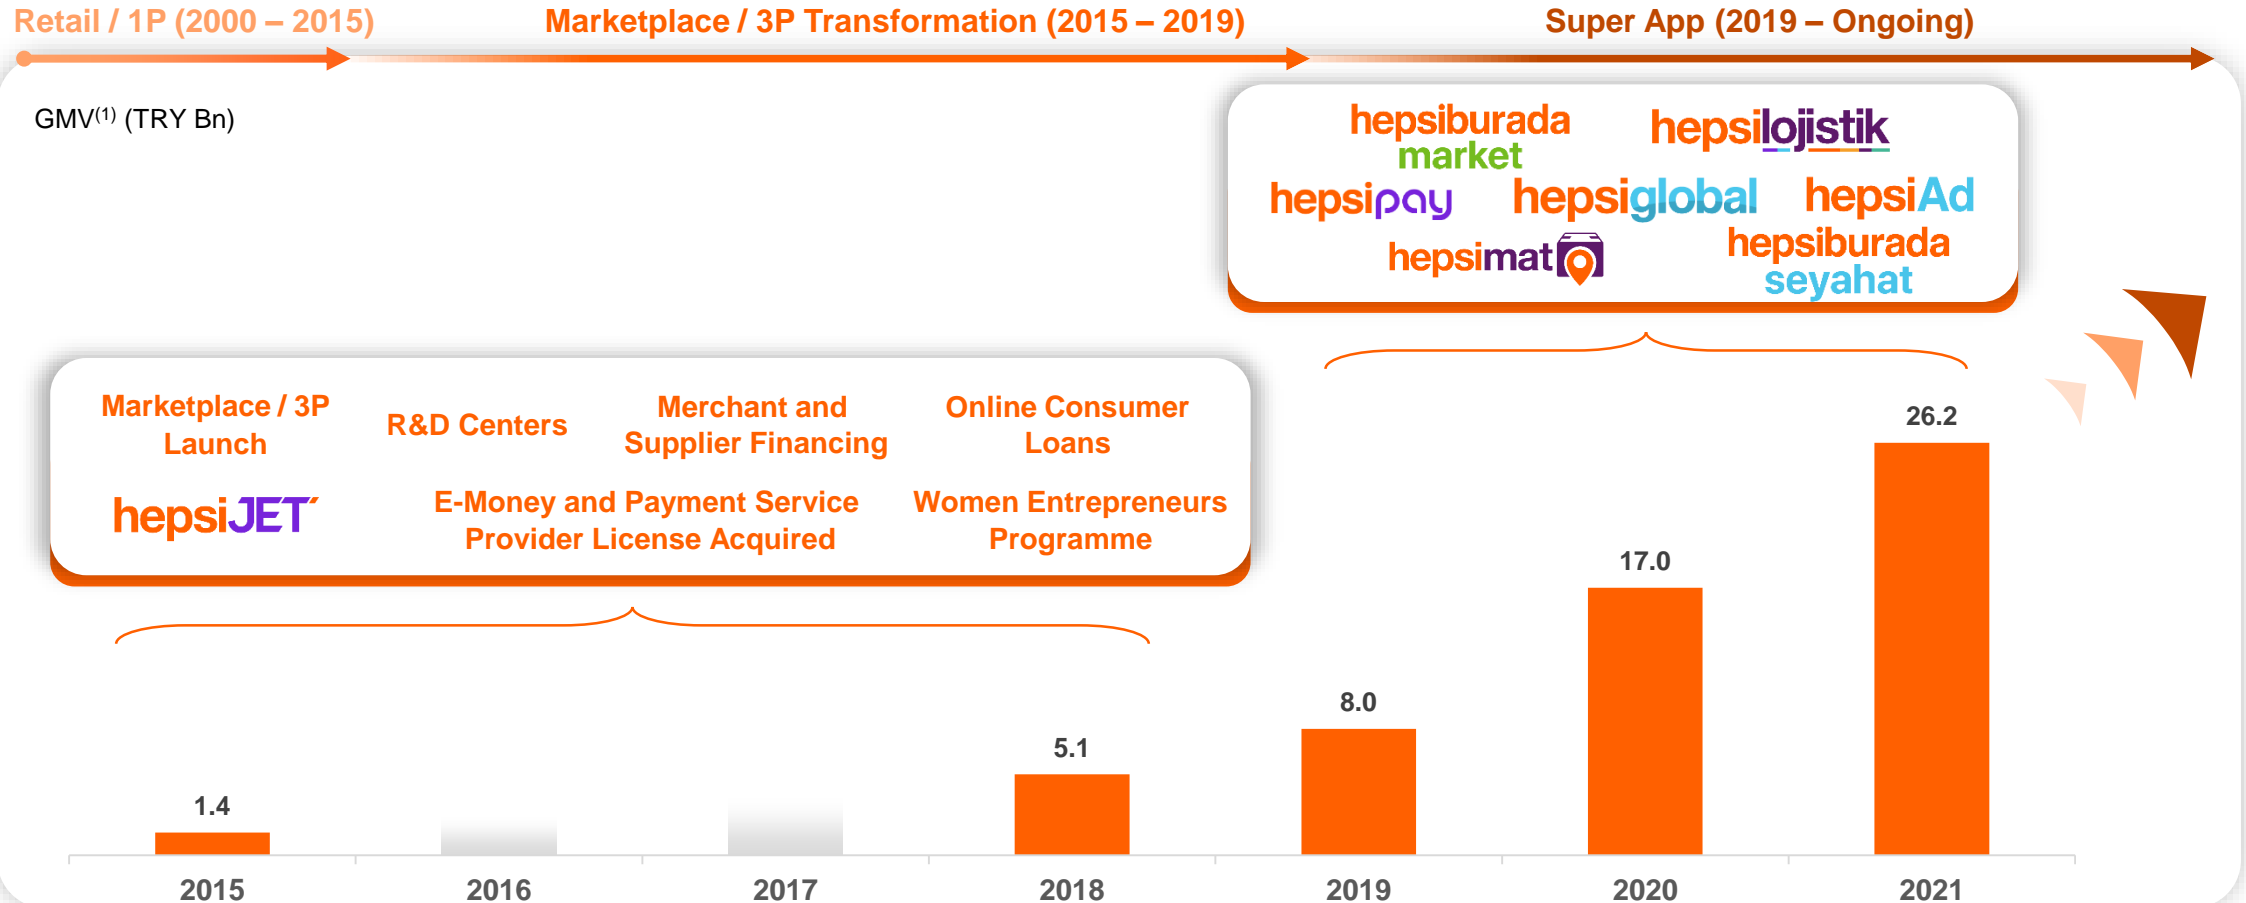 Retail / 1P (2000 – 2015)
Marketplace / 3P Transformation (2015 – 2019)
Super App (2019 – Ongoing)
GMV(1) (TRY Bn)
hepsiburada
market
hepsilojistik
hepsipay
hepsiglobal
hepsiAd
hepsimat
hepsiburada
seyahat
Marketplace / 3P
Launch
R&D Centers
Merchant and
Supplier Financing
Online Consumer
Loans
hepsiJET
E-Money and Payment Service
Provider License Acquired
Women Entrepreneurs
Programme
1.4
5.1
8.0
17.0
26.2
2015
2016
2017
2018
2019
2020
2021